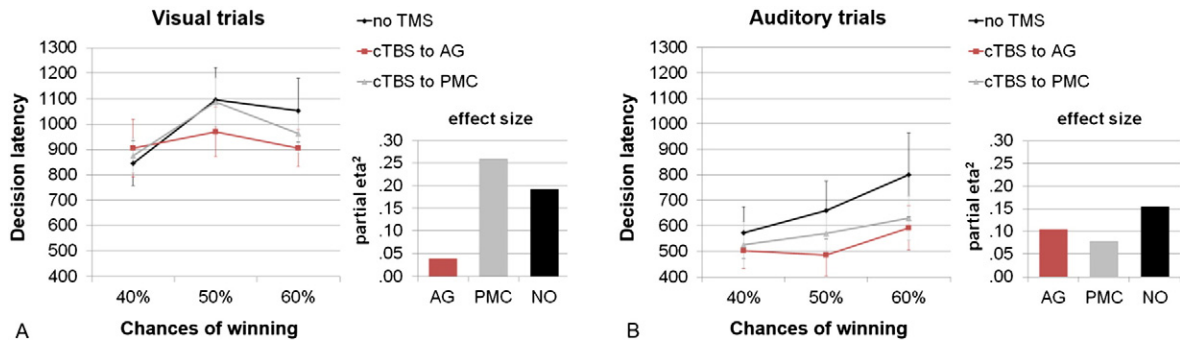 Visual trials
no TMS
cTBS to AG
cTBS to PMC
Decision latency
1300
1200
1100
1000
900
800
700
600
500
400
40% 50% 60%
Chances of winning
effect size
partial eta²
.30
.25
.20
.15
.10
.05
.00
AG PMC NO
A
Auditory trials
no TMS
cTBS to AG
cTBS to PMC
Decision latency
1300
1200
1100
1000
900
800
700
600
500
400
40% 50% 60%
Chances of winning
effect size
partial eta²
.30
.25
.20
.15
.10
.05
.00
AG PMC NO
B